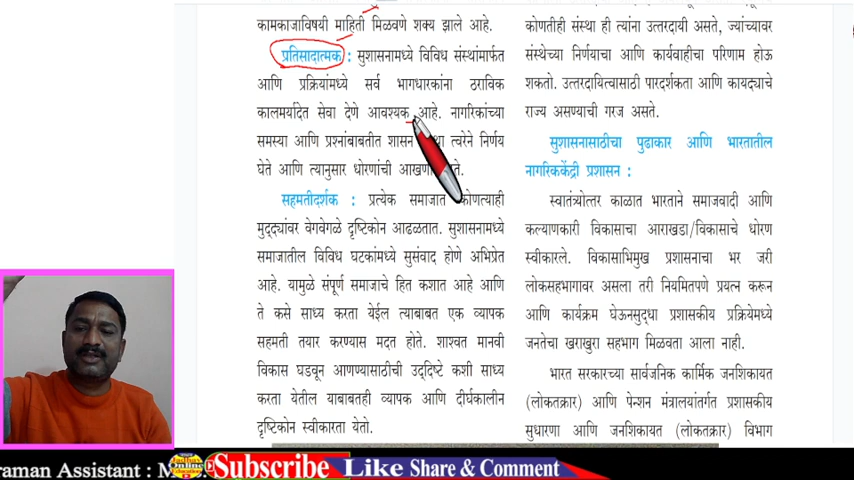 कामकाजाविषयी माहिती मिळवणे शक्य झाले आहे.
प्रतिसादात्मक : सुशासनामध्ये विविध संस्थांमार्फत
आणि प्रक्रियांमध्ये सर्व भागधारकांना ठराविक
कालमर्यादेत सेवा देणे आवश्यक आहे. नागरिकांच्या
समस्या आणि प्रश्नांबाबतीत शासन त्वरेने निर्णय
घेते आणि त्यानुसार धोरणांची
सहमतीदर्शक : प्रत्येक समाजात कोणत्याही
मुद्द्यांवर वेगवेगळे दृष्टिकोन आढळतात. सुशासनामध्ये
समाजातील विविध घटकांमध्ये सुसंवाद होणे अभिप्रेत
आहे. यामुळे संपूर्ण समाजाचे हित कशात आहे आणि
ते कसे साध्य करता येईल त्याबाबत एक व्यापक
सहमती तयार करण्यास मदत होते. शाश्वत मानवी
विकास घडवून आणण्यासाठीची उद्दिष्टे कशी साध्य
करता येतील याबाबतही व्यापक आणि दीर्घकालीन
दृष्टिकोन स्वीकारता येतो.
कोणतीही संस्था ही त्यांना उत्तरदायी असते, ज्यांच्यावर
संस्थेच्या निर्णयाचा आणि कार्यवाहीचा परिणाम होऊ
शकतो. उत्तरदायित्वासाठी पारदर्शकता आणि कायद्याचे
राज्य असण्याची गरज असते.
सुशासनासाठीचा पुढाकार आणि भारतातील
नागरिककेंद्री प्रशासन :
स्वातंत्र्योत्तर काळात भारताने समाजवादी आणि
कल्याणकारी विकासाचा आराखडा/विकासाचे धोरण
स्वीकारले. विकासाभिमुख प्रशासनाचा भर जरी
लोकसहभागावर असला तरी नियमितपणे प्रयत्न करून
आणि कार्यक्रम घेऊनसुद्धा प्रशासकीय प्रक्रियेमध्ये
जनतेचा खराखुरा सहभाग मिळवता आला नाही.
भारत सरकारच्या सार्वजनिक कार्मिक जनशिकायत
(लोकतक्रार) आणि पेन्शन मंत्रालयांतर्गत प्रशासकीय
सुधारणा आणि जनशिकायत (लोकतक्रार) विभाग
raman Assistant : M
Online
Subscribe Like Share & Comment